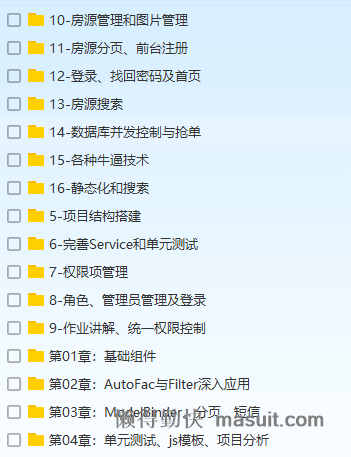 10-房源管理和图片管理
11-房源分页、前台注册
12-登录、找回密码及首页
13-房源搜索
14-数据库并发控制与抢单
15-各种牛逼技术
16-静态化和搜索
5-项目结构搭建
6-完善Service和单元测试
7-权限项管理
8-角色、管理员管理及登录
9-作业讲解、统一权限控制
第01章：基础组件
第02章：AutoFac与Filter深入应用
第03章：ModelBinder、分页、短信
懒得勤快 masuit.com
第04章：单元测试、js模板、项目分析